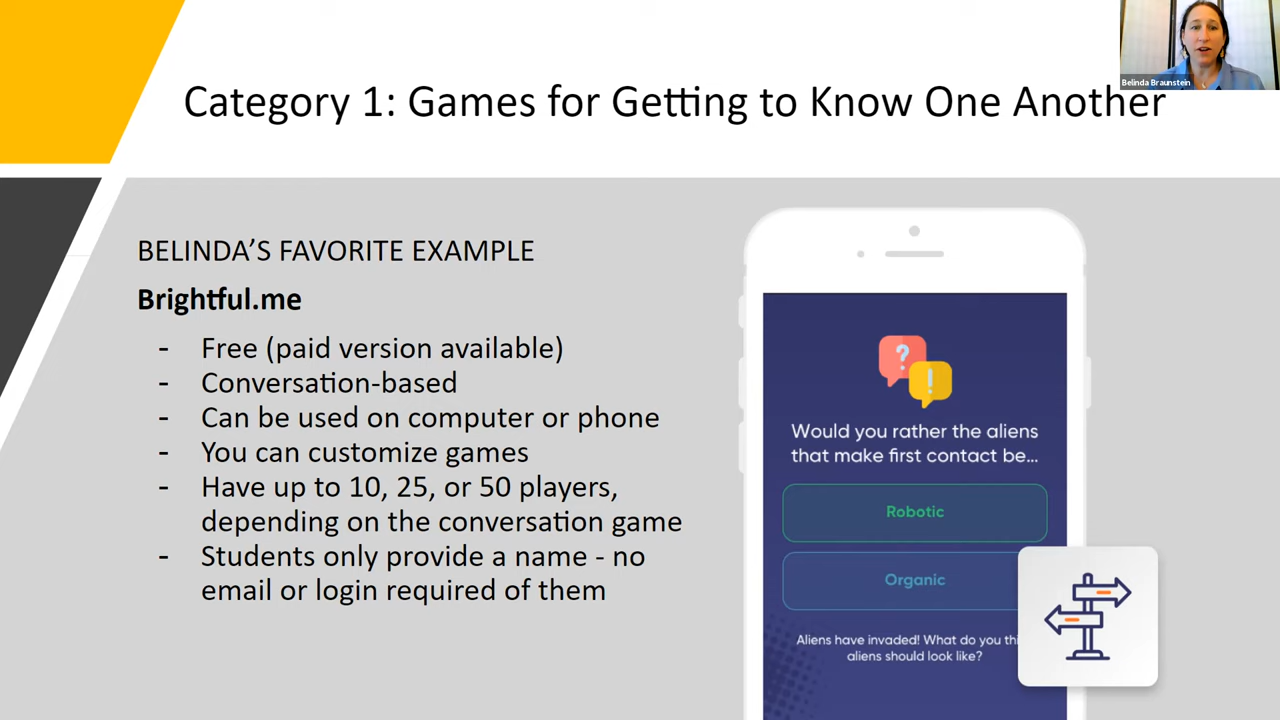 Belinda Braunstein
Category 1: Games for Getting to Know One Another
BELINDA'S FAVORITE EXAMPLE
Brightful.me
- Free (paid version available)
- Conversation-based
- Can be used on computer or phone
- You can customize games
- Have up to 10, 25, or 50 players,
depending on the conversation game
- Students only provide a name - no
email or login required of them
?
!
Would you rather the aliens
that make first contact be...
Robotic
Organic
Aliens have invaded! What do you
aliens should look like?